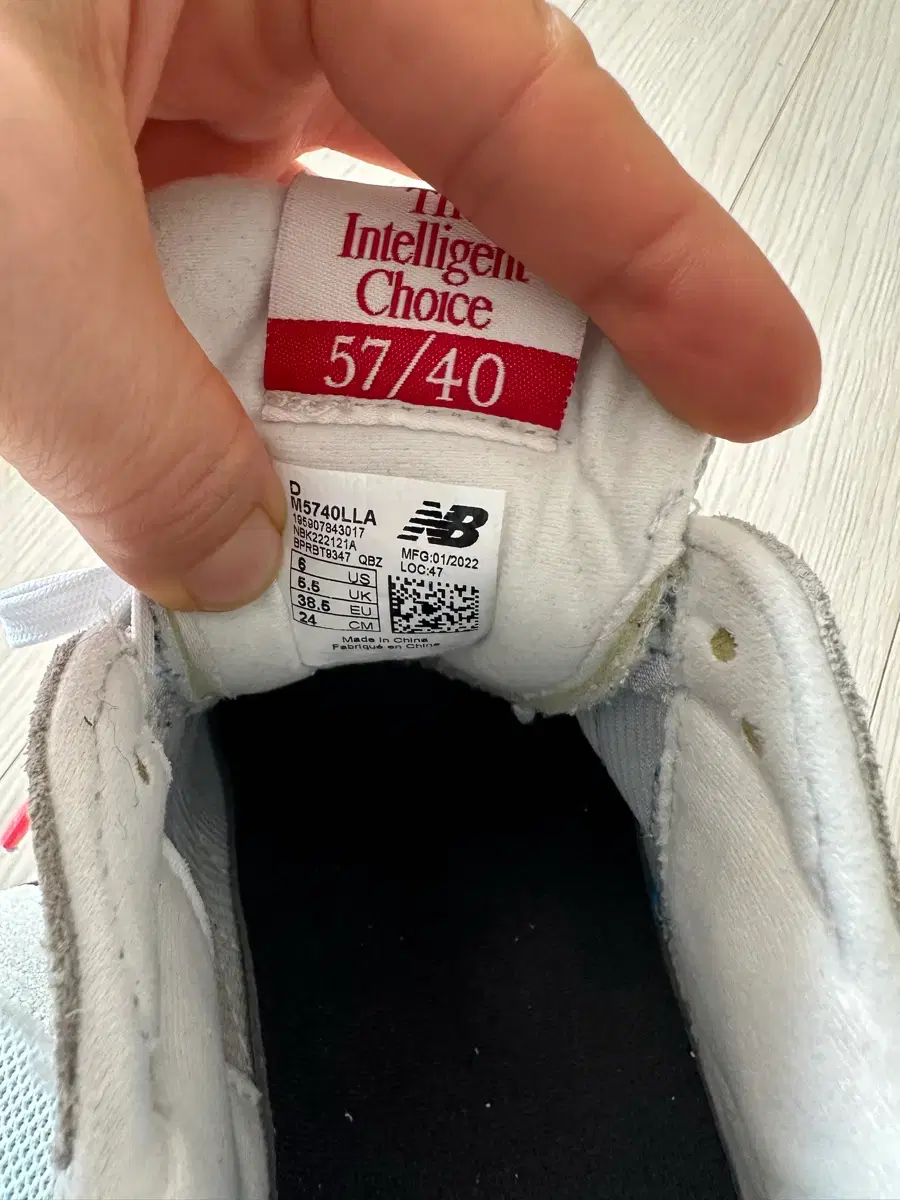 Intelligent
Choice
57/40
D
M5740LLA
195907843017
NBK222121A
BPRBT9347 QBZ
6 US
5.5 UK
38.5 EU
24 CM
NB
MFG:01/2022
LOC:47
Made in China
Fabriqué en Chine